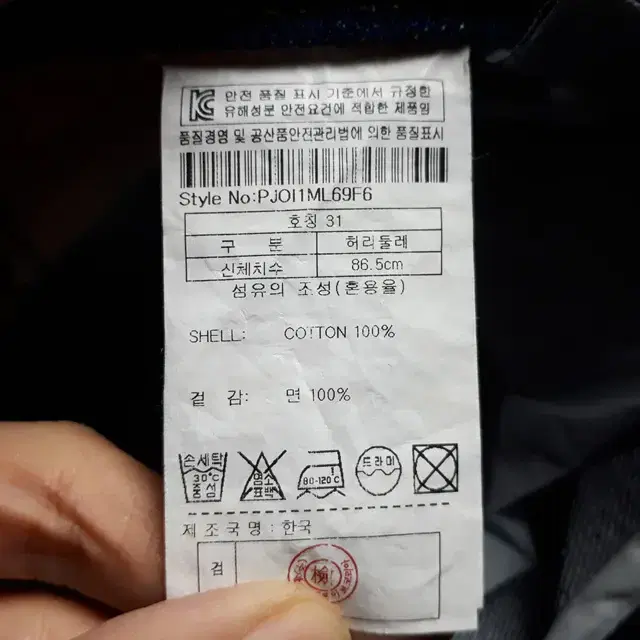 KC 안전 품질 표시 기준에서 규정한
유해성분 안전요건에 적합한 제품임
품질경영 및 공산품안전관리법에 의한 품질표시
Style No:PJOI1ML69F6
호칭 31
구 분 허리둘레
신체치수 86.5cm
섬유의 조성(혼용율)
SHELL: COTTON 100%
겉 감: 면 100%
손세탁 30℃ 중성
염소 표백
80-120℃
드라이
제조국명 : 한국
검